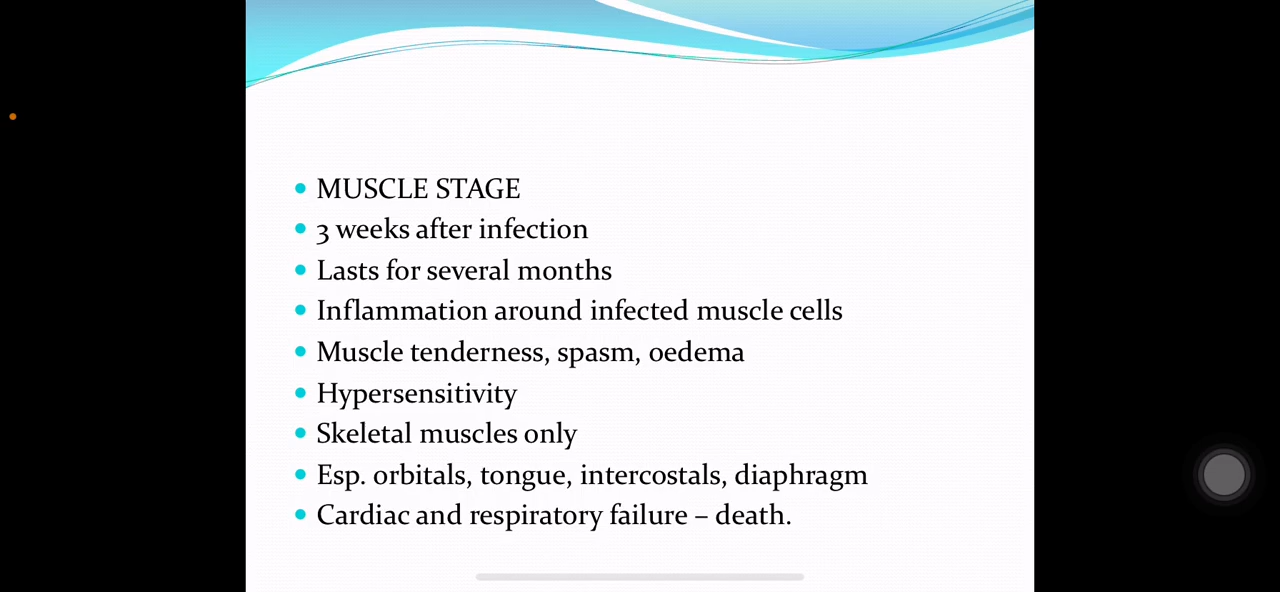 MUSCLE STAGE
3 weeks after infection
Lasts for several months
Inflammation around infected muscle cells
Muscle tenderness, spasm, oedema
Hypersensitivity
Skeletal muscles only
Esp. orbitals, tongue, intercostals, diaphragm
Cardiac and respiratory failure – death.